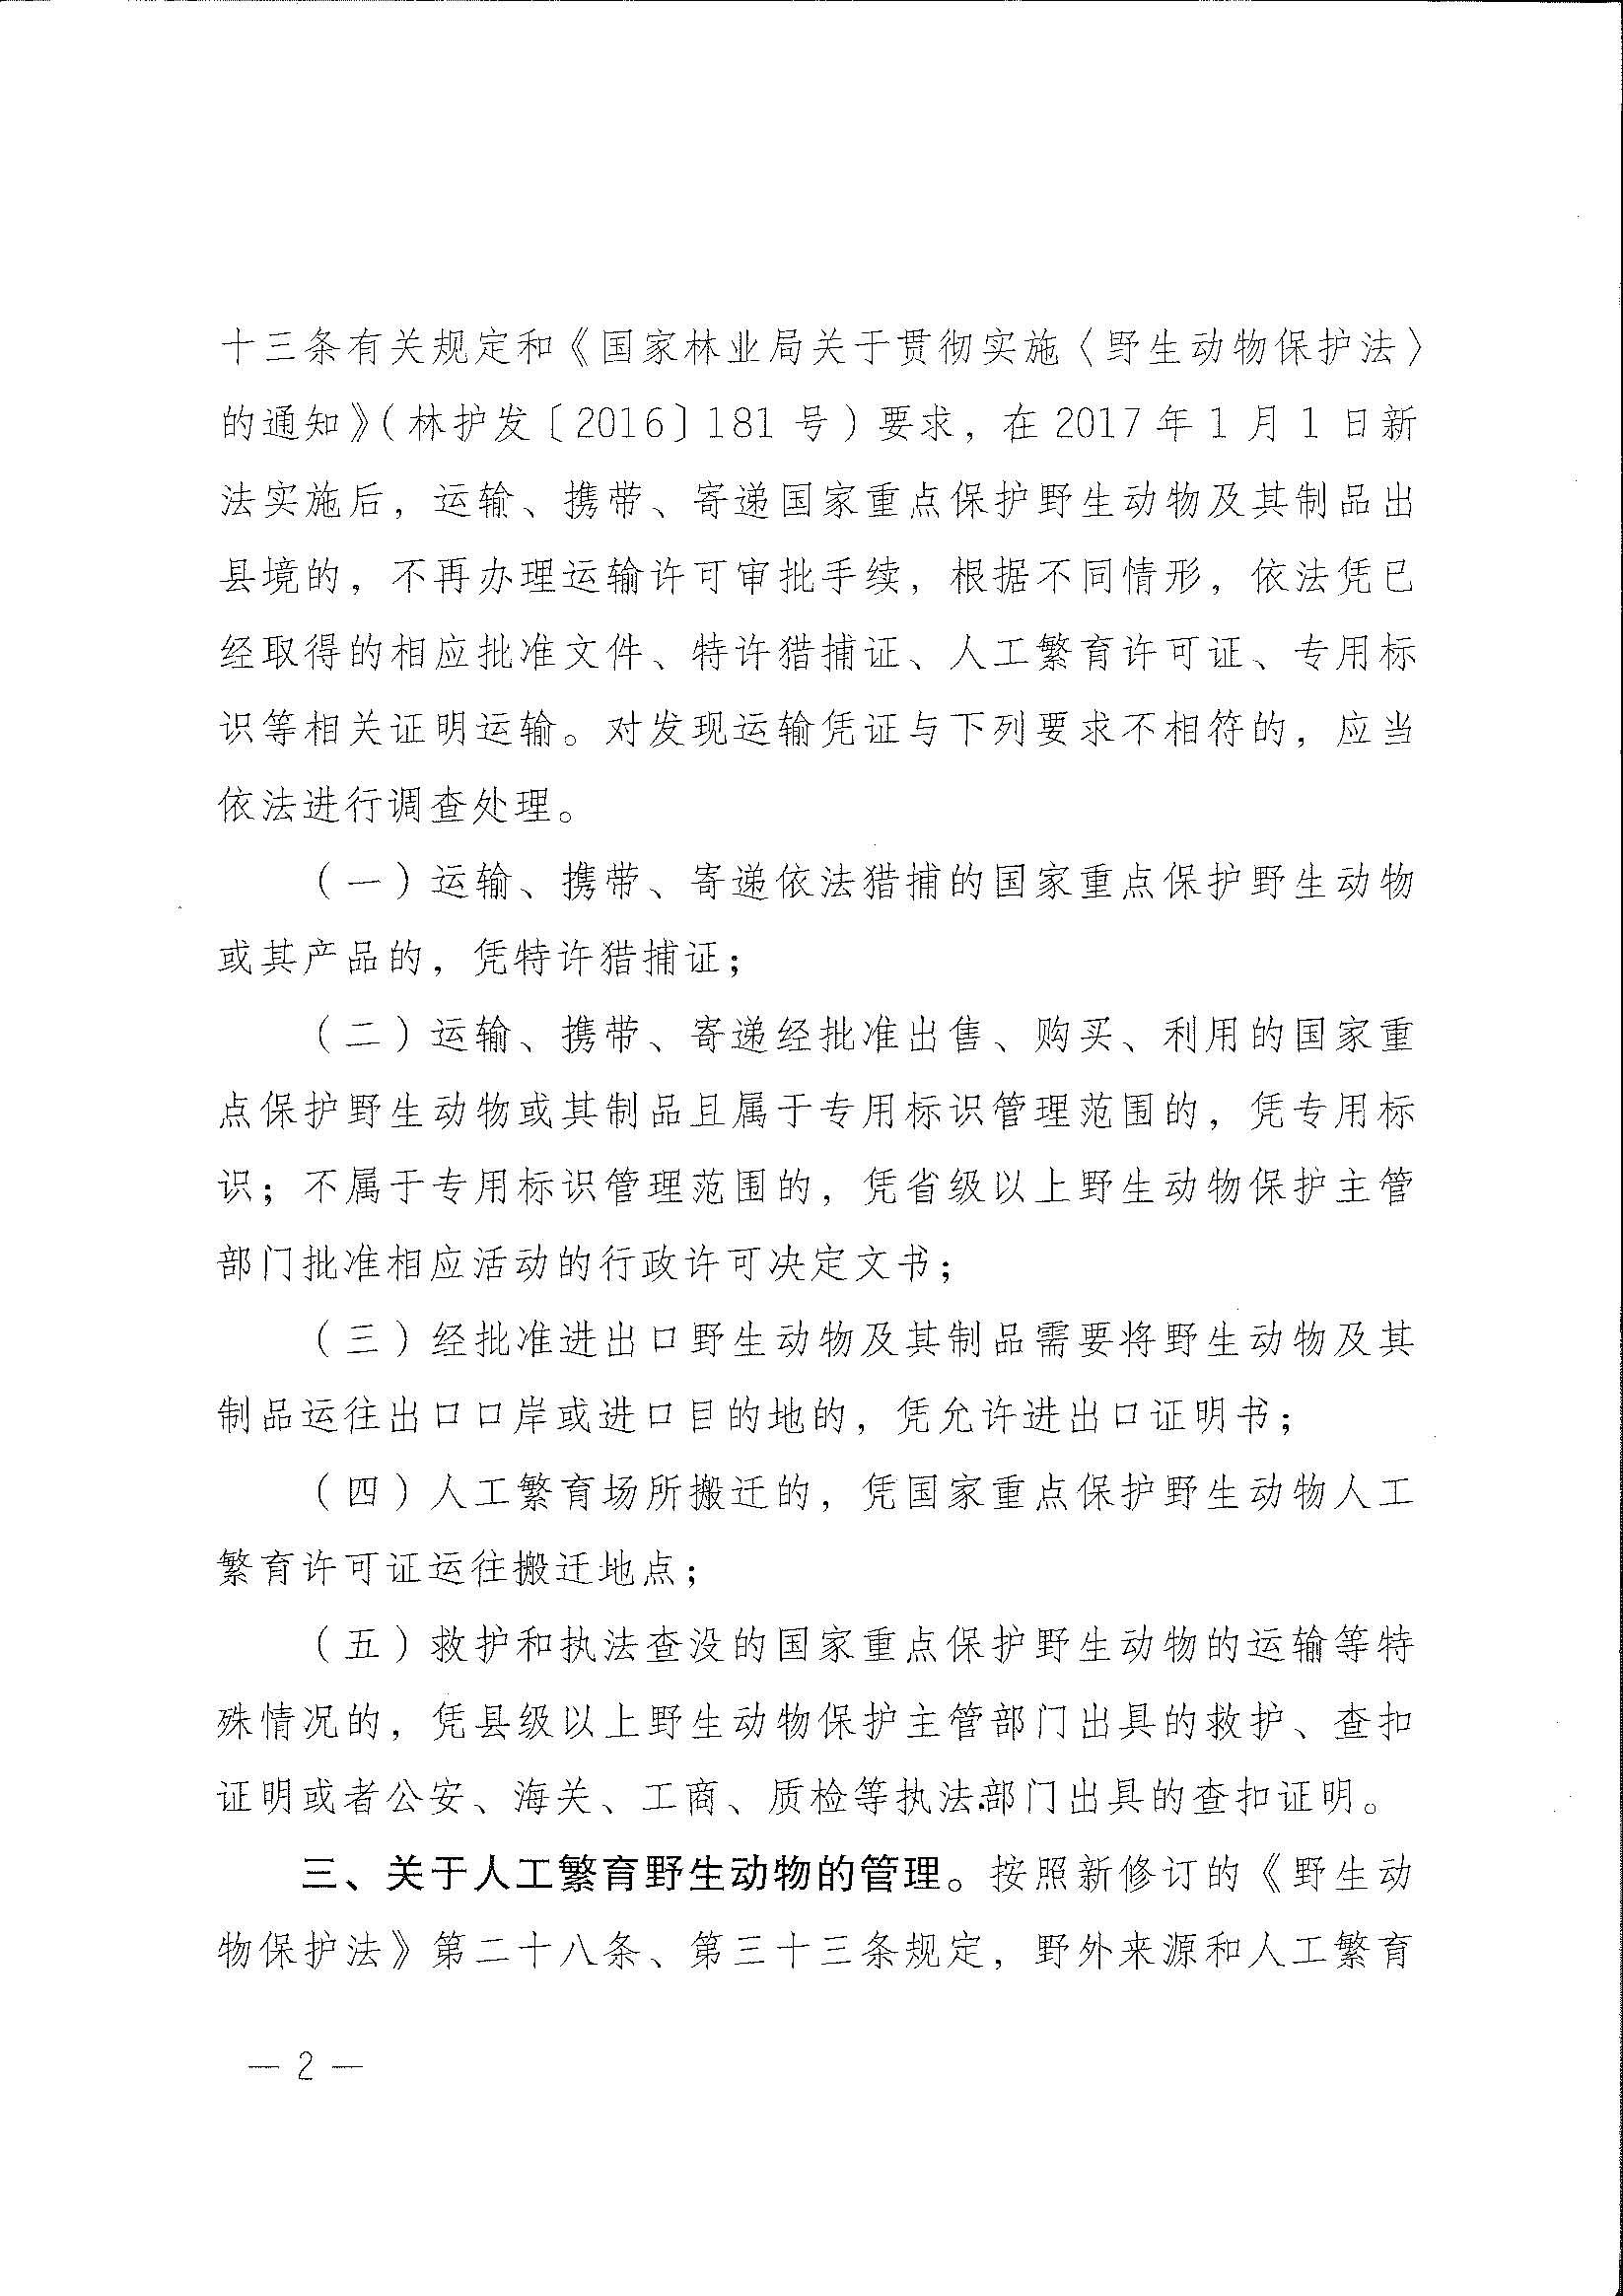 十三条有关规定和《国家林业局关于贯彻实施〈野生动物保护法〉
的通知》（林护发〔2016〕181 号）要求，在 2017 年 1 月 1 日新
法实施后，运输、携带、寄递国家重点保护野生动物及其制品出
县境的，不再办理运输许可审批手续，根据不同情形，依法凭已
经取得的相应批准文件、特许猎捕证、人工繁育许可证、专用标
识等相关证明运输。对发现运输凭证与下列要求不相符的，应当
依法进行调查处理。
（一）运输、携带、寄递依法猎捕的国家重点保护野生动物
或其产品的，凭特许猎捕证；
（二）运输、携带、寄递经批准出售、购买、利用的国家重
点保护野生动物或其制品且属于专用标识管理范围的，凭专用标
识；不属于专用标识管理范围的，凭省级以上野生动物保护主管
部门批准相应活动的行政许可决定文书；
（三）经批准进出口野生动物及其制品需要将野生动物及其
制品运往出口口岸或进口目的地的，凭允许进出口证明书；
（四）人工繁育场所搬迁的，凭国家重点保护野生动物人工
繁育许可证运往搬迁地点；
（五）救护和执法查没的国家重点保护野生动物的运输等特
殊情况的，凭县级以上野生动物保护主管部门出具的救护、查扣
证明或者公安、海关、工商、质检等执法部门出具的查扣证明。
三、关于人工繁育野生动物的管理。按照新修订的《野生动
物保护法》第二十八条、第三十三条规定，野外来源和人工繁育
— 2 —